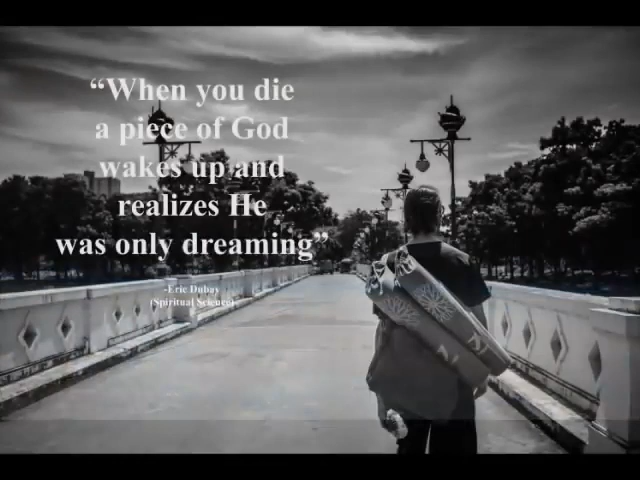 “When you die
a piece of God
wakes up and
realizes He
was only dreaming”
-Eric Dubay
(Spiritual Science)